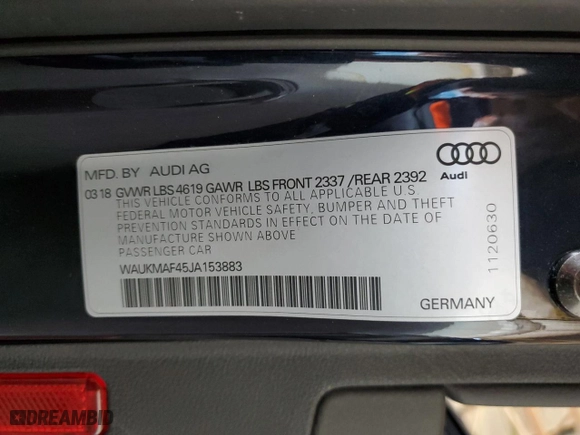 MFD. BY AUDI AG
03 18 GVWR LBS 4619 GAWR LBS FRONT 2337 /REAR 2392
THIS VEHICLE CONFORMS TO ALL APPLICABLE U.S.
FEDERAL MOTOR VEHICLE SAFETY, BUMPER AND THEFT
PREVENTION STANDARDS IN EFFECT ON THE DATE OF
MANUFACTURE SHOWN ABOVE
PASSENGER CAR
WAUKMAF45JA153883
Audi
1120630
GERMANY
DREAMBID